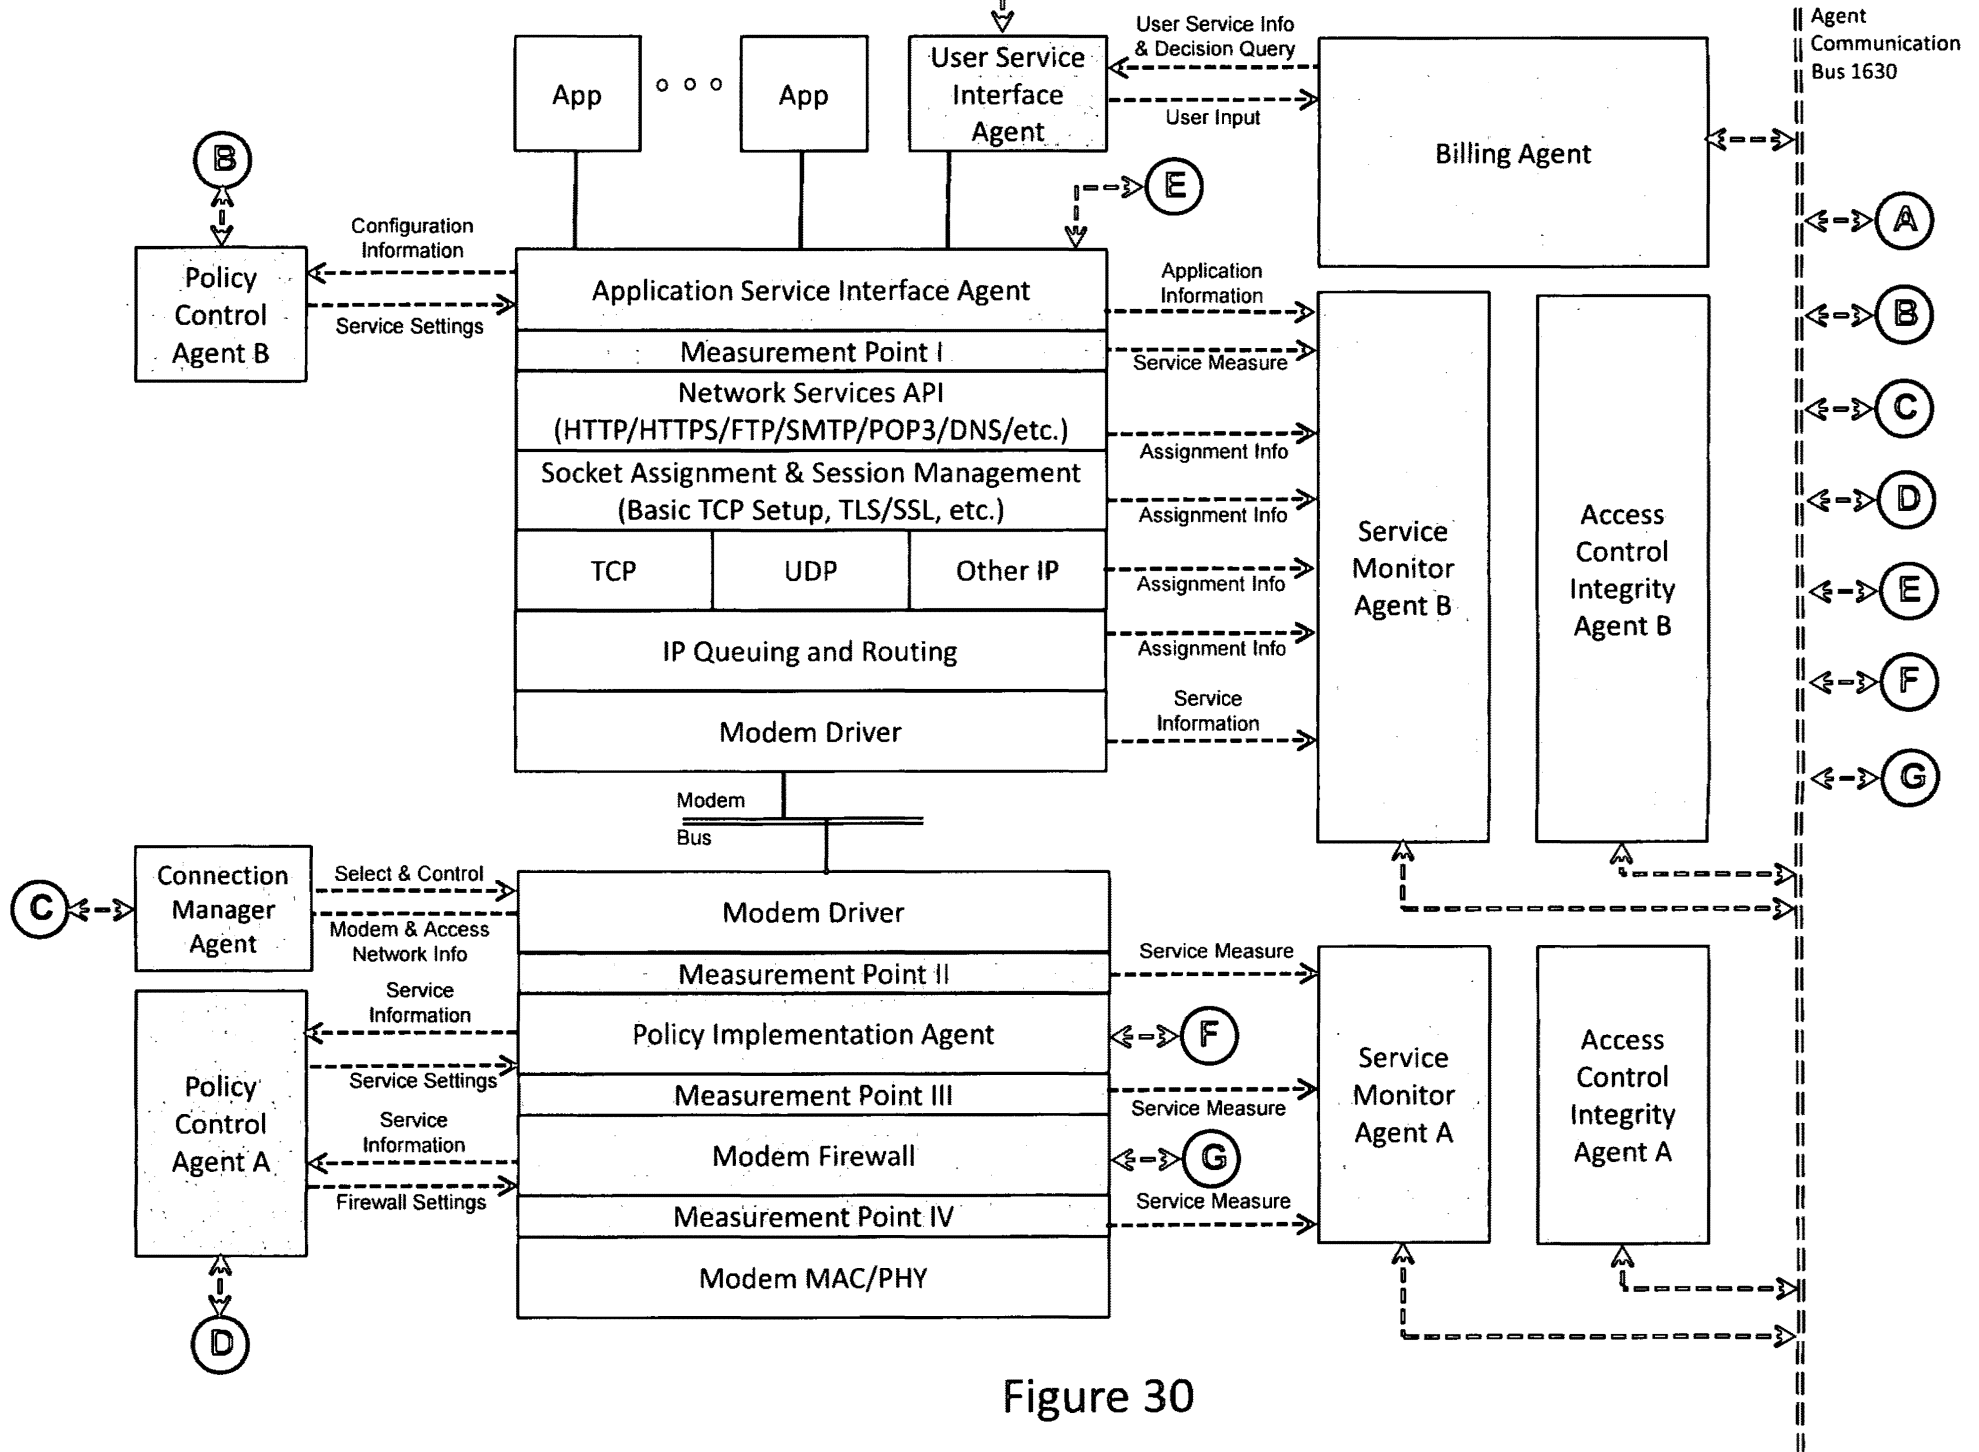 Agent
Communication
Bus 1630
User Service Info
& Decision Query
User Input
App
App
User Service
Interface
Agent
Billing Agent
B
E
A
Configuration
Information
Service Settings
Policy
Control
Agent B
Application Service Interface Agent
Application
Information
B
Measurement Point I
Service Measure
Network Services API
(HTTP/HTTPS/FTP/SMTP/POP3/DNS/etc.)
Assignment Info
C
Socket Assignment & Session Management
(Basic TCP Setup, TLS/SSL, etc.)
Assignment Info
D
TCP
UDP
Other IP
Assignment Info
Service
Monitor
Agent B
Access
Control
Integrity
Agent B
E
IP Queuing and Routing
Assignment Info
F
Modem Driver
Service
Information
G
Modem
Bus
C
Connection
Manager
Agent
Select & Control
Modem & Access
Network Info
Modem Driver
Measurement Point II
Service Measure
Service
Information
Service Settings
Policy Implementation Agent
F
Policy
Control
Agent A
Measurement Point III
Service Measure
Service
Monitor
Agent A
Access
Control
Integrity
Agent A
Service
Information
Firewall Settings
Modem Firewall
G
Measurement Point IV
Service Measure
Modem MAC/PHY
D
Figure 30